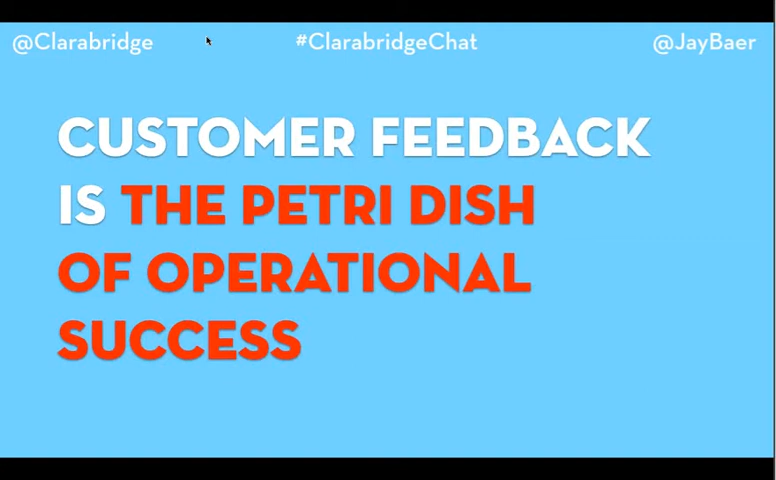 @Clarabridge #ClarabridgeChat @JayBaer
CUSTOMER FEEDBACK
IS THE PETRI DISH
OF OPERATIONAL
SUCCESS